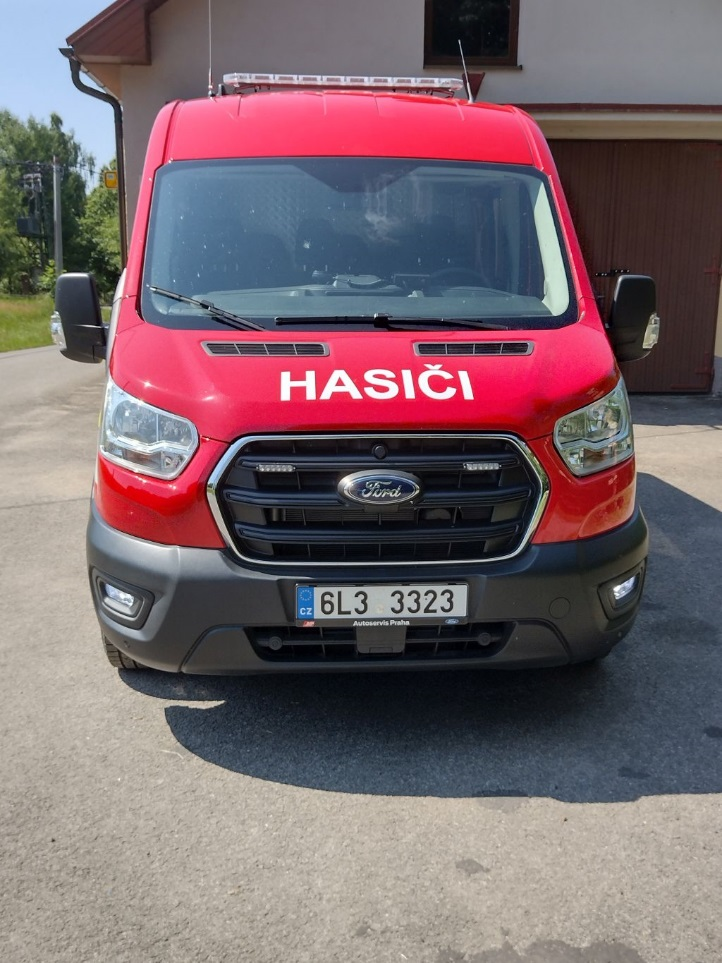 HASIČI
Ford
CZ 6L3 3323
Autoservis Praha